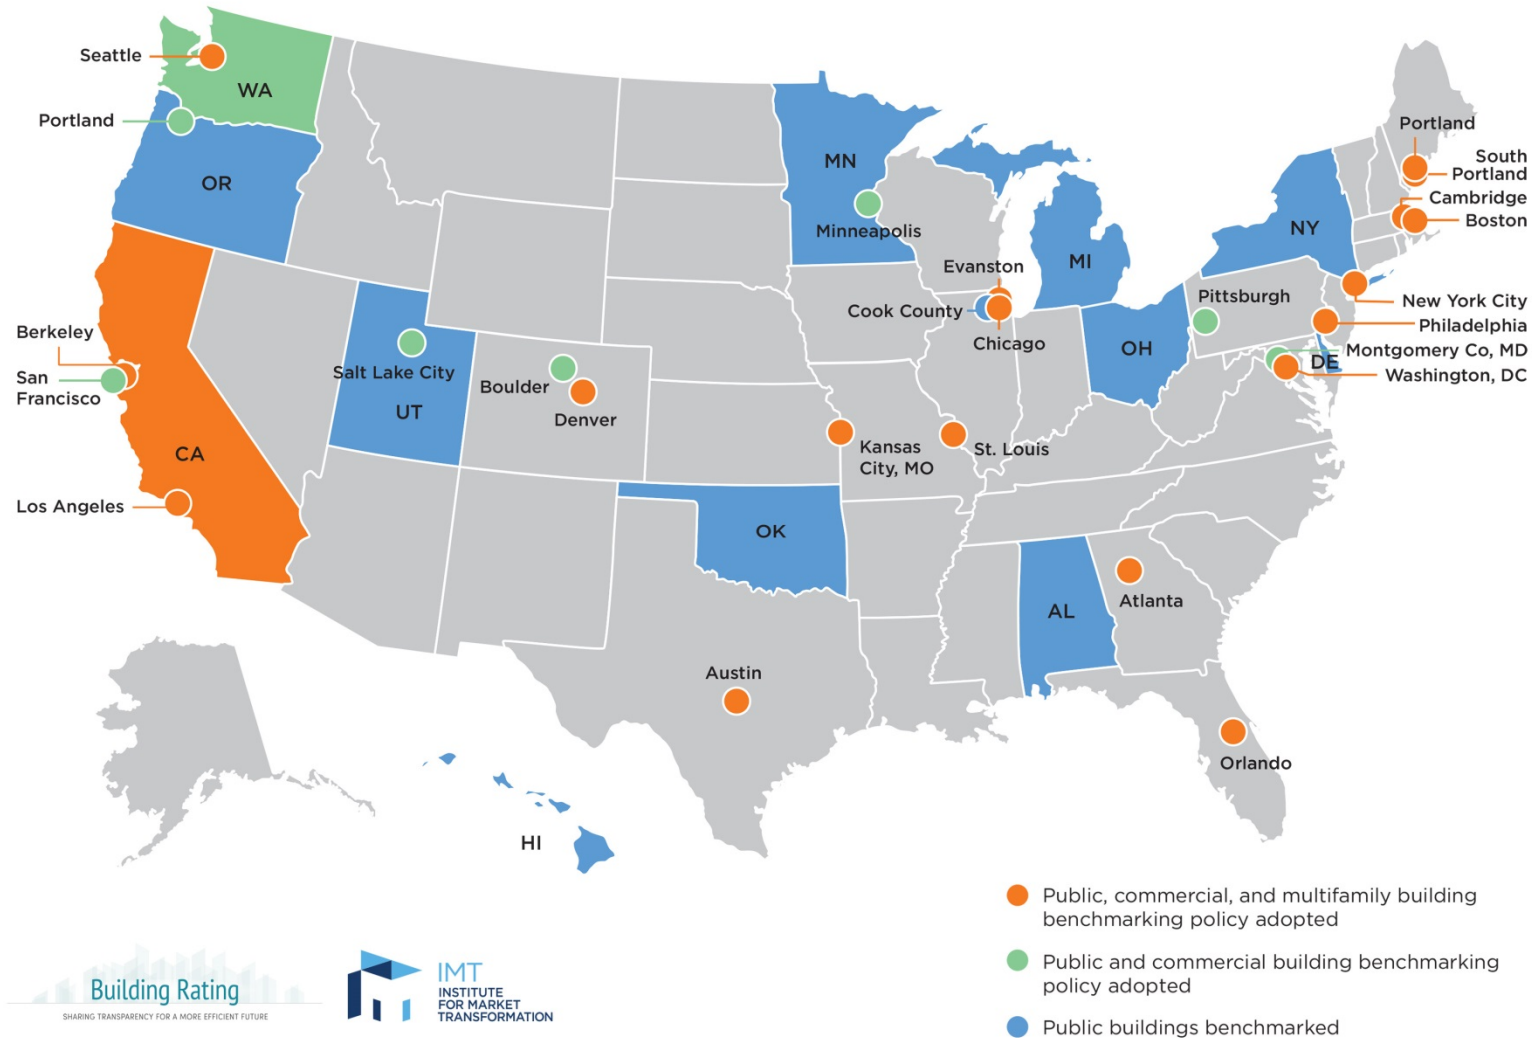 Seattle
WA
Portland
OR
MN
Minneapolis
MI
NY
Portland
South
Portland
Cambridge
Boston
Evanston
Cook County
Chicago
Pittsburgh
New York City
Philadelphia
Montgomery Co, MD
DE
Washington, DC
OH
Berkeley
San
Francisco
CA
Los Angeles
Salt Lake City
UT
Boulder
Denver
Kansas
City, MO
St. Louis
OK
AL
Atlanta
Austin
Orlando
HI
Public, commercial, and multifamily building
benchmarking policy adopted
Public and commercial building benchmarking
policy adopted
Public buildings benchmarked
Building Rating
SHARING TRANSPARENCY FOR A MORE EFFICIENT FUTURE
IMT
INSTITUTE
FOR MARKET
TRANSFORMATION